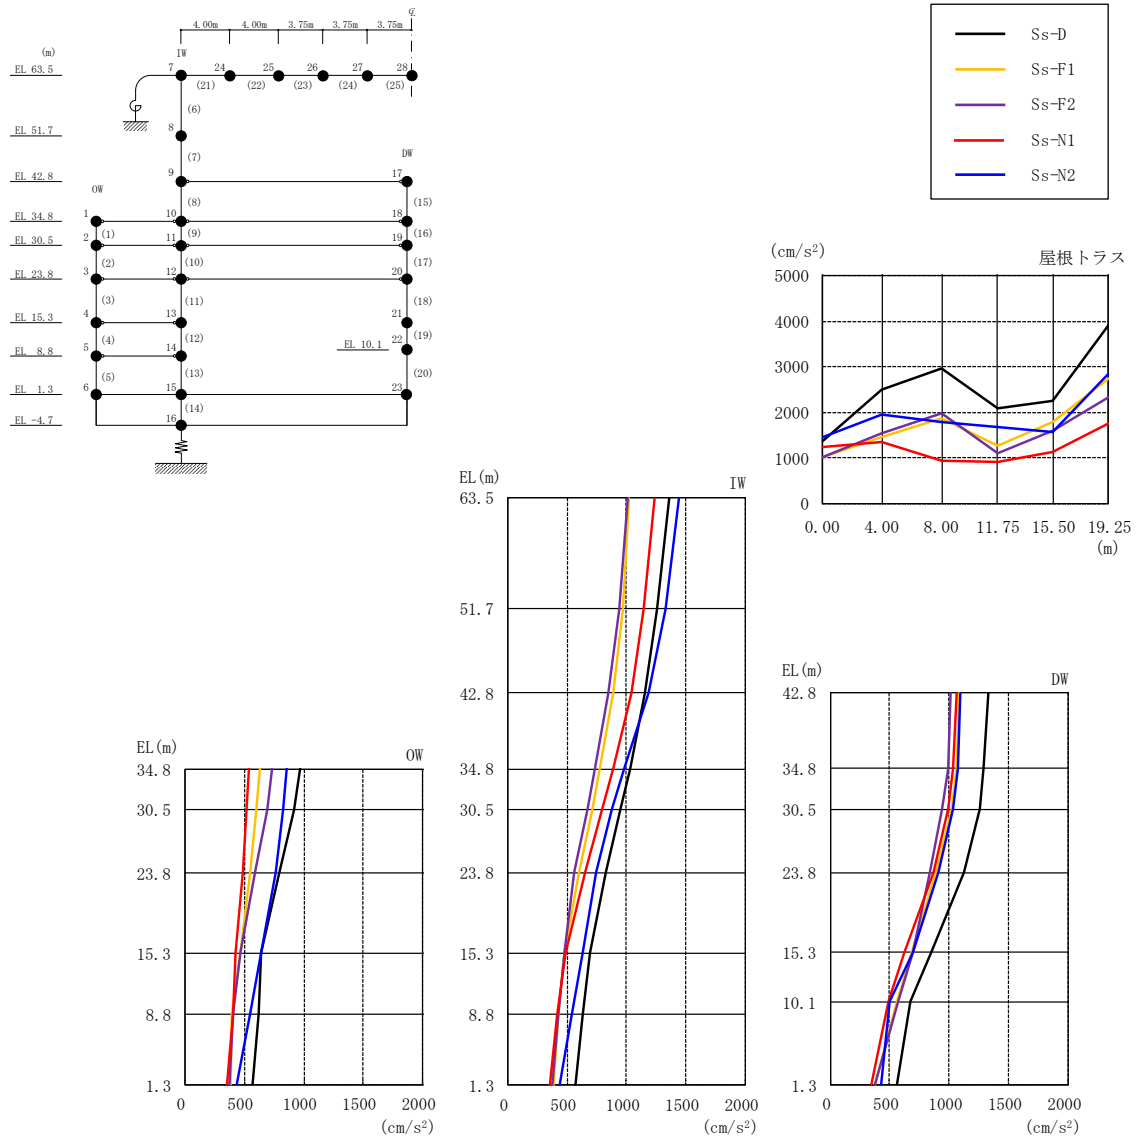 4.00m 4.00m 3.75m 3.75m 3.75m
(m)
IW
7 24 25 26 27 28
EL 63.5
(21) (22) (23) (24) (25)
(6)
8
EL 51.7
(7)
DW
9 17
EL 42.8
OW
(8) (15)
1 10 18
EL 34.8
(1) (9) (16)
2 11 19
EL 30.5
(2) (10) (17)
3 12 20
EL 23.8
(3) (11) (18)
4 13 21
EL 15.3
(4) (12) (19)
22
EL 10.1
5 14
EL 8.8
(5) (13) (20)
6 15 23
EL 1.3
(14)
16
EL -4.7
Ss-D
Ss-F1
Ss-F2
Ss-N1
Ss-N2
(cm/s²)
屋根トラス
5000
4000
3000
2000
1000
0
0.00 4.00 8.00 11.75 15.50 19.25
(m)
EL(m)
IW
63.5
51.7
42.8
34.8
30.5
23.8
15.3
8.8
1.3
0 500 1000 1500 2000
(cm/s²)
EL(m)
OW
34.8
30.5
23.8
15.3
8.8
1.3
0 500 1000 1500 2000
(cm/s²)
EL(m)
DW
42.8
34.8
30.5
23.8
15.3
10.1
1.3
0 500 1000 1500 2000
(cm/s²)